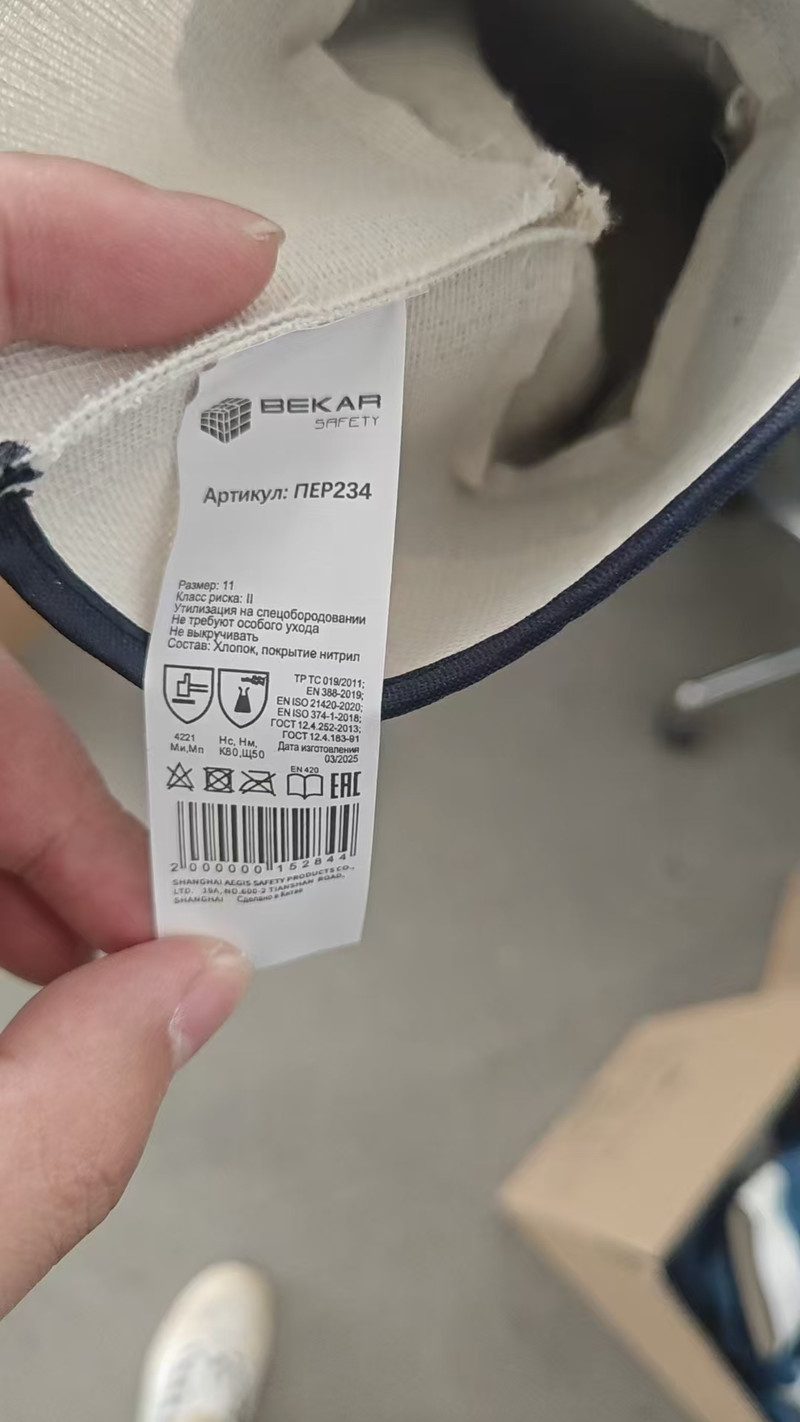 BEKAR
SAFETY
Артикул: ПЕР234
Размер: 11
Класс риска: II
Утилизация на спецобородовании
Не требуют особого ухода
Не выкручивать
Состав: Хлопок, покрытие нитрил
ТР ТС 019/2011;
EN 388-2019;
EN ISO 21420-2020;
EN ISO 374-1-2018;
ГОСТ 12.4.252-2013;
ГОСТ 12.4.183-91
Дата изготовления
03/2025
4221
Ми,Мп
Нс, Нм,
К80,Щ50
EN 420
EAC
2 000000 152844
SHANGHAI AEGIS SAFETY PRODUCTS CO.,
LTD. 19A, NO.600-2 TIANSHAN ROAD,
SHANGHAI Сделано в Китае